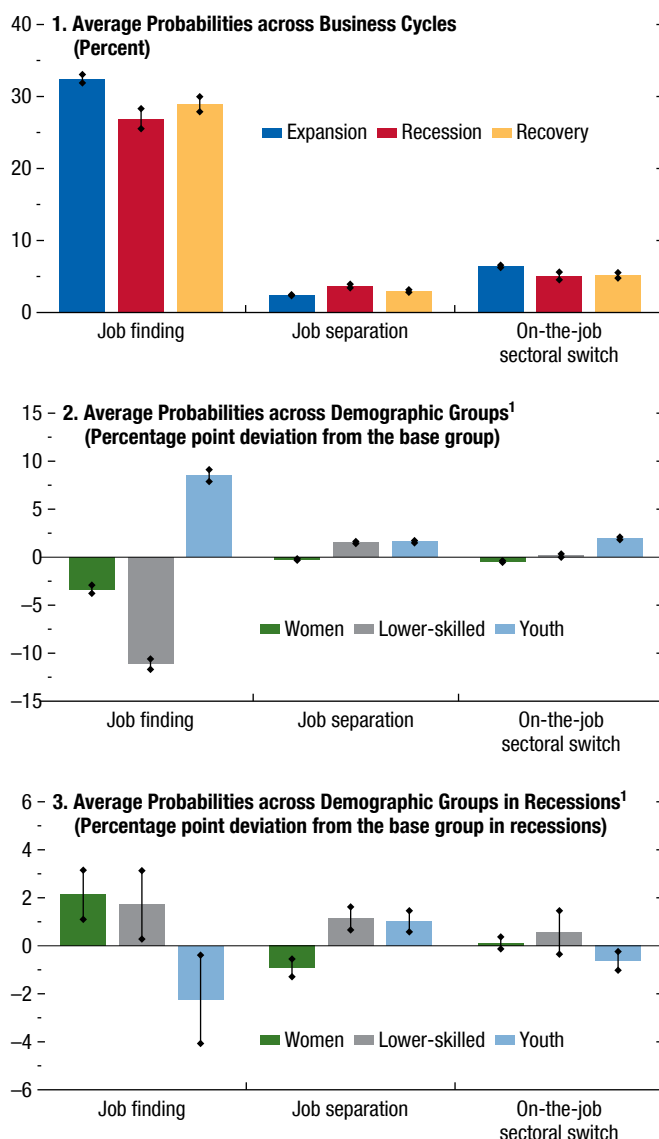 1. Average Probabilities across Business Cycles
(Percent)
40
30
20
10
0
Expansion Recession Recovery
Job finding Job separation On-the-job
sectoral switch
2. Average Probabilities across Demographic Groups¹
(Percentage point deviation from the base group)
15
10
5
0
−5
−10
−15
Women Lower-skilled Youth
Job finding Job separation On-the-job
sectoral switch
3. Average Probabilities across Demographic Groups in Recessions¹
(Percentage point deviation from the base group in recessions)
6
4
2
0
−2
−4
−6
Women Lower-skilled Youth
Job finding Job separation On-the-job
sectoral switch